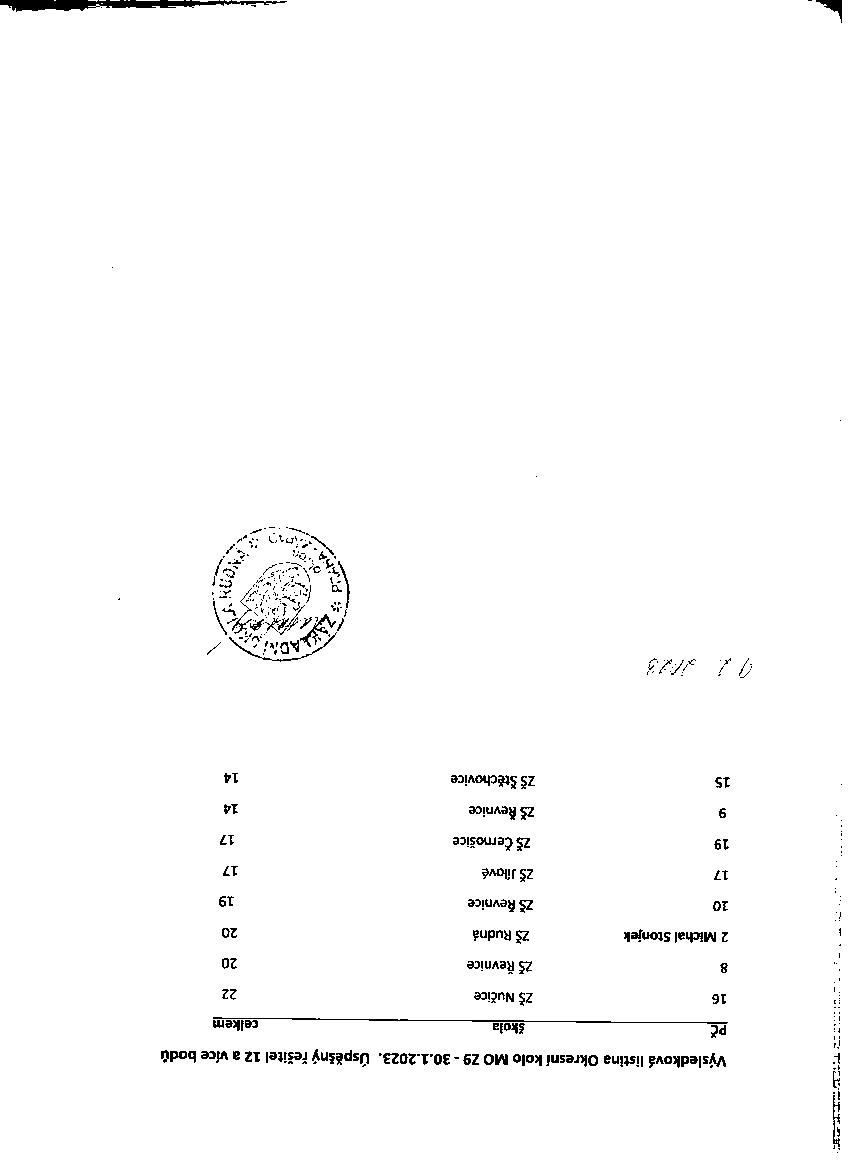 Výsledková listina Okresní kolo MO Z9 - 30.1.2023. Úspěšný řešitel 12 a více bodů
PČ škola celkem
16 ZŠ Nučice 22
8 ZŠ Řevnice 20
2 Michal Stonjek ZŠ Rudná 20
10 ZŠ Řevnice 19
17 ZŠ Jílové 17
19 ZŠ Černošice 17
9 ZŠ Řevnice 14
15 ZŠ Štěchovice 14
9 2. 2023
* ZÁKLADNÍ ŠKOLA RUDNÁ *
okres
PRAHA - ZÁPAD